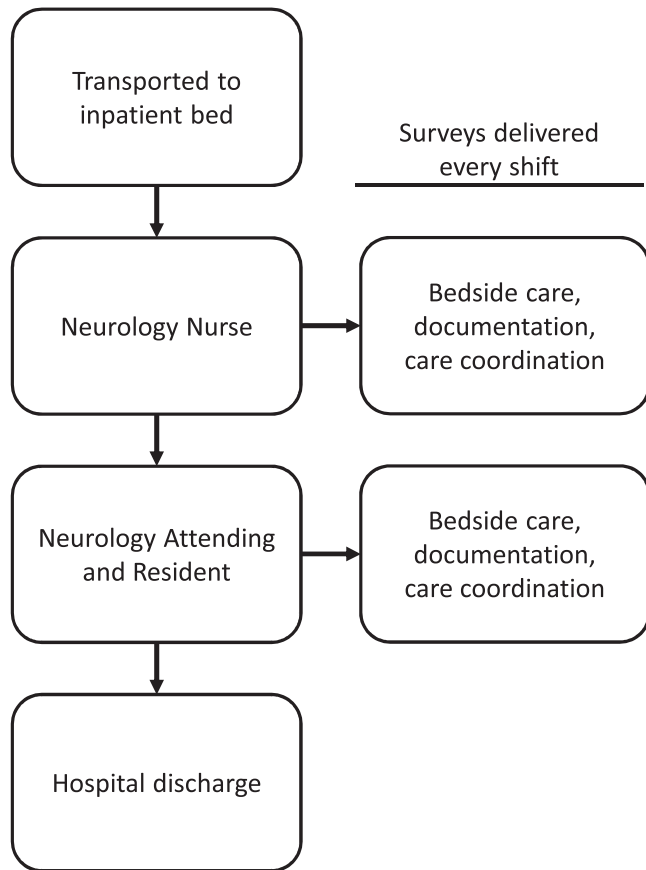 Transported to
inpatient bed
Surveys delivered
every shift
Neurology Nurse
Bedside care,
documentation,
care coordination
Neurology Attending
and Resident
Bedside care,
documentation,
care coordination
Hospital discharge